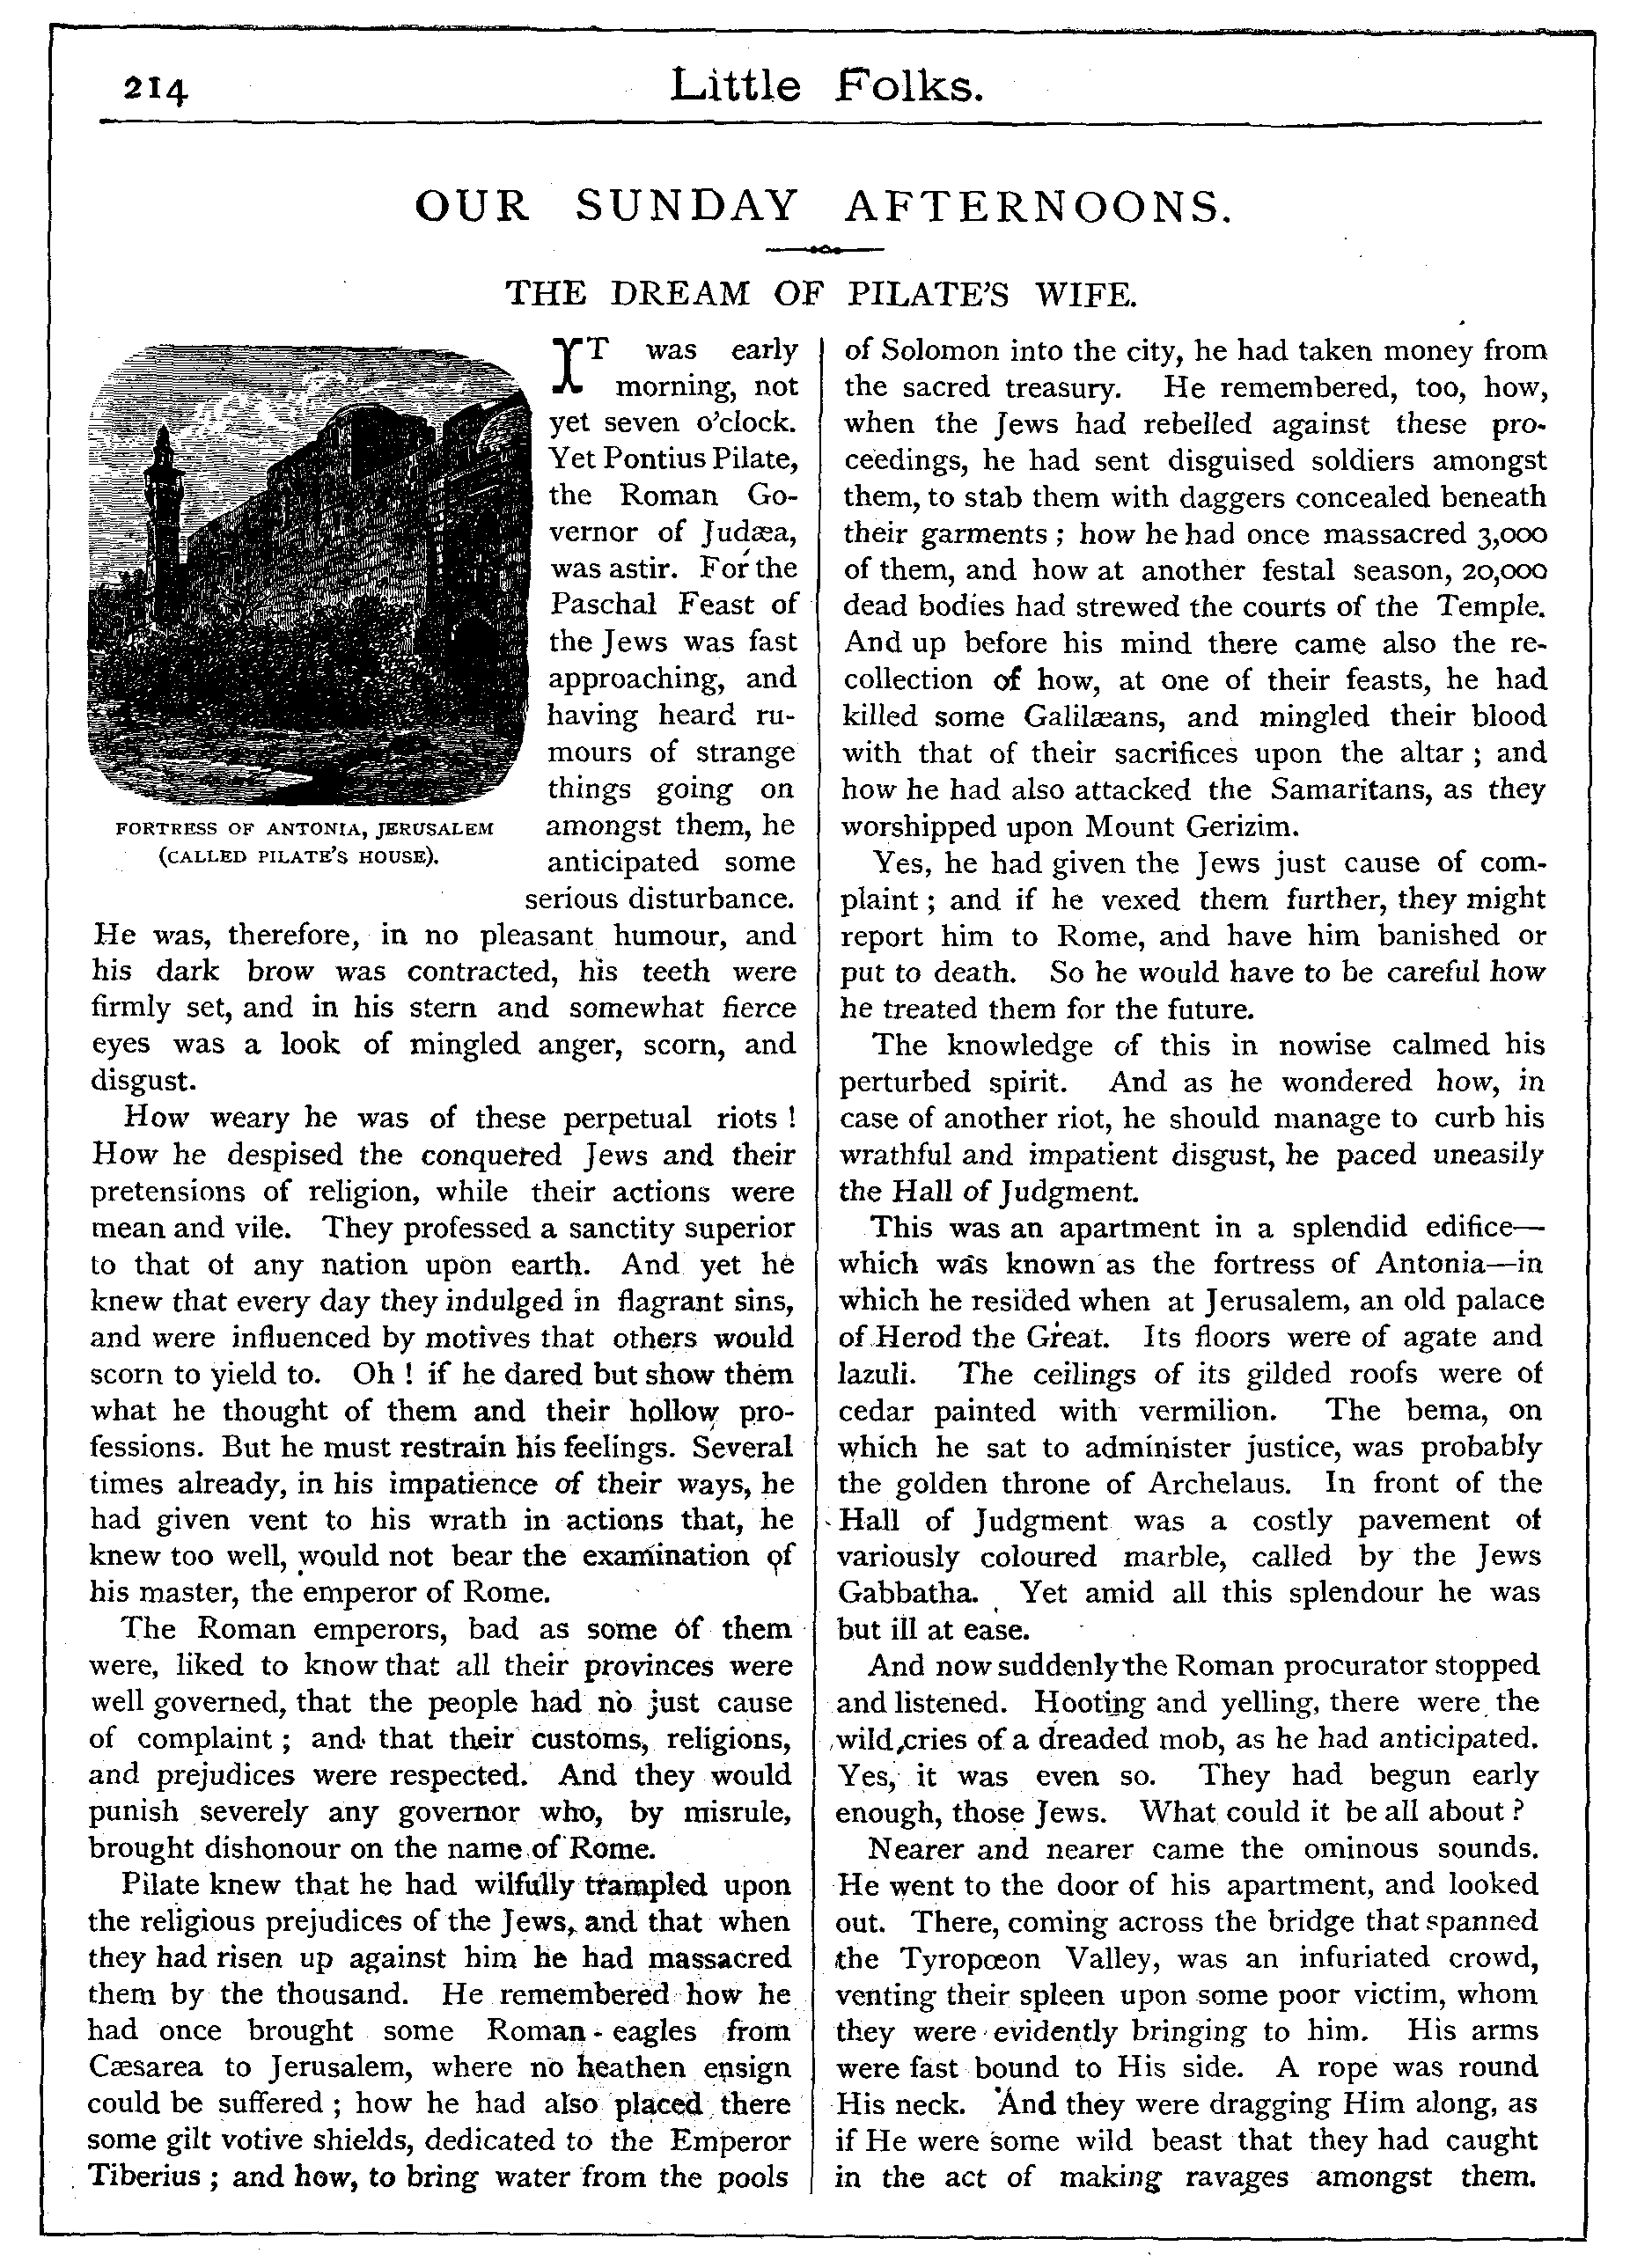 214
Little Folks.
OUR SUNDAY AFTERNOONS.
THE DREAM OF PILATE'S WIFE.
FORTRESS OF ANTONIA, JERUSALEM
(CALLED PILATE'S HOUSE).
IT was early
morning, not
yet seven o'clock.
Yet Pontius Pilate,
the Roman Go-
vernor of Judæa,
was astir. For the
Paschal Feast of
the Jews was fast
approaching, and
having heard ru-
mours of strange
things going on
amongst them, he
anticipated some
serious disturbance.
He was, therefore, in no pleasant humour, and
his dark brow was contracted, his teeth were
firmly set, and in his stern and somewhat fierce
eyes was a look of mingled anger, scorn, and
disgust.
How weary he was of these perpetual riots !
How he despised the conquered Jews and their
pretensions of religion, while their actions were
mean and vile. They professed a sanctity superior
to that of any nation upon earth. And yet he
knew that every day they indulged in flagrant sins,
and were influenced by motives that others would
scorn to yield to. Oh ! if he dared but show them
what he thought of them and their hollow pro-
fessions. But he must restrain his feelings. Several
times already, in his impatience of their ways, he
had given vent to his wrath in actions that, he
knew too well, would not bear the examination of
his master, the emperor of Rome.
The Roman emperors, bad as some of them
were, liked to know that all their provinces were
well governed, that the people had no just cause
of complaint ; and that their customs, religions,
and prejudices were respected. And they would
punish severely any governor who, by misrule,
brought dishonour on the name of Rome.
Pilate knew that he had wilfully trampled upon
the religious prejudices of the Jews, and that when
they had risen up against him he had massacred
them by the thousand. He remembered how he
had once brought some Roman-eagles from
Cæsarea to Jerusalem, where no heathen ensign
could be suffered ; how he had also placed there
some gilt votive shields, dedicated to the Emperor
Tiberius ; and how, to bring water from the pools
of Solomon into the city, he had taken money from
the sacred treasury. He remembered, too, how,
when the Jews had rebelled against these pro-
ceedings, he had sent disguised soldiers amongst
them, to stab them with daggers concealed beneath
their garments ; how he had once massacred 3,000
of them, and how at another festal season, 20,000
dead bodies had strewed the courts of the Temple.
And up before his mind there came also the re-
collection of how, at one of their feasts, he had
killed some Galilæans, and mingled their blood
with that of their sacrifices upon the altar ; and
how he had also attacked the Samaritans, as they
worshipped upon Mount Gerizim.
Yes, he had given the Jews just cause of com-
plaint ; and if he vexed them further, they might
report him to Rome, and have him banished or
put to death. So he would have to be careful how
he treated them for the future.
The knowledge of this in nowise calmed his
perturbed spirit. And as he wondered how, in
case of another riot, he should manage to curb his
wrathful and impatient disgust, he paced uneasily
the Hall of Judgment.
This was an apartment in a splendid edifice—
which was known as the fortress of Antonia—in
which he resided when at Jerusalem, an old palace
of Herod the Great. Its floors were of agate and
lazuli. The ceilings of its gilded roofs were of
cedar painted with vermilion. The bema, on
which he sat to administer justice, was probably
the golden throne of Archelaus. In front of the
Hall of Judgment was a costly pavement of
variously coloured marble, called by the Jews
Gabbatha. Yet amid all this splendour he was
but ill at ease.
And now suddenly the Roman procurator stopped
and listened. Hooting and yelling, there were the
wild cries of a dreaded mob, as he had anticipated.
Yes, it was even so. They had begun early
enough, those Jews. What could it be all about ?
Nearer and nearer came the ominous sounds.
He went to the door of his apartment, and looked
out. There, coming across the bridge that spanned
the Tyropœon Valley, was an infuriated crowd,
venting their spleen upon some poor victim, whom
they were evidently bringing to him. His arms
were fast bound to His side. A rope was round
His neck. And they were dragging Him along, as
if He were some wild beast that they had caught
in the act of making ravages amongst them.